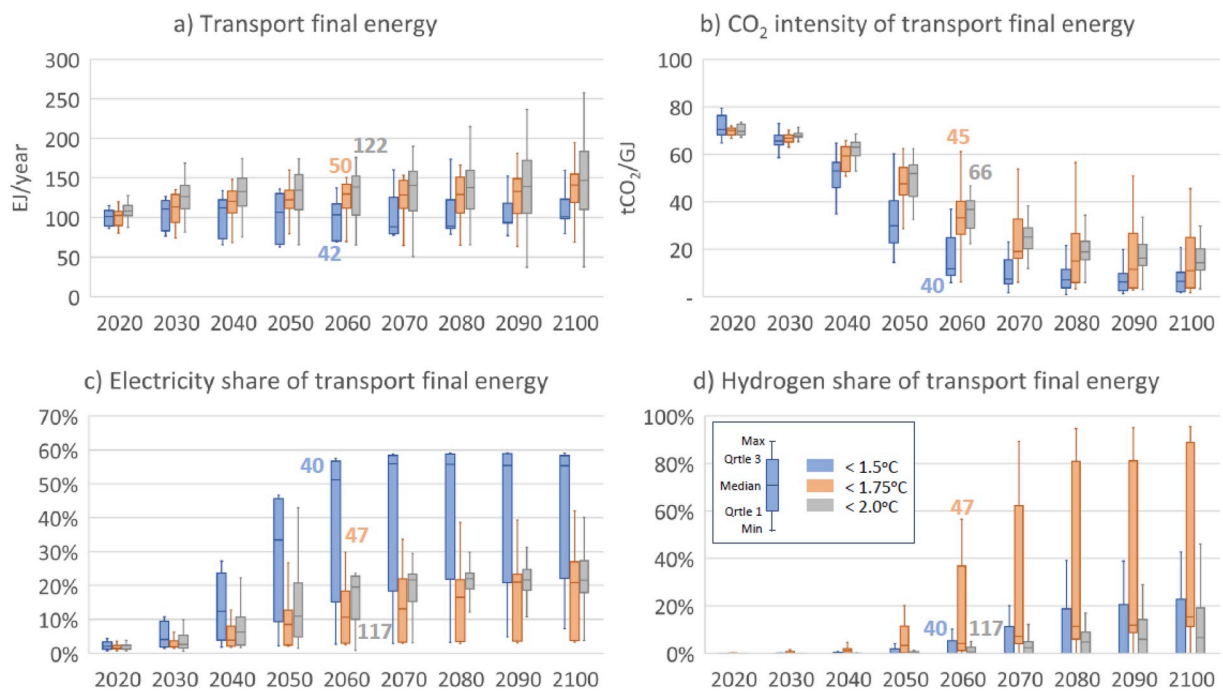 a) Transport final energy
EJ/year
300
250
200
150
100
50
0
122
50
42
2020 2030 2040 2050 2060 2070 2080 2090 2100
b) CO₂ intensity of transport final energy
tCO₂/GJ
100
80
60
40
20
-
45
66
40
2020 2030 2040 2050 2060 2070 2080 2090 2100
c) Electricity share of transport final energy
70%
60%
50%
40%
30%
20%
10%
0%
40
47
117
2020 2030 2040 2050 2060 2070 2080 2090 2100
d) Hydrogen share of transport final energy
100%
80%
60%
40%
20%
0%
Max
Qrtle 3
Median
Qrtle 1
Min
< 1.5°C
< 1.75°C
< 2.0°C
47
40
117
2020 2030 2040 2050 2060 2070 2080 2090 2100